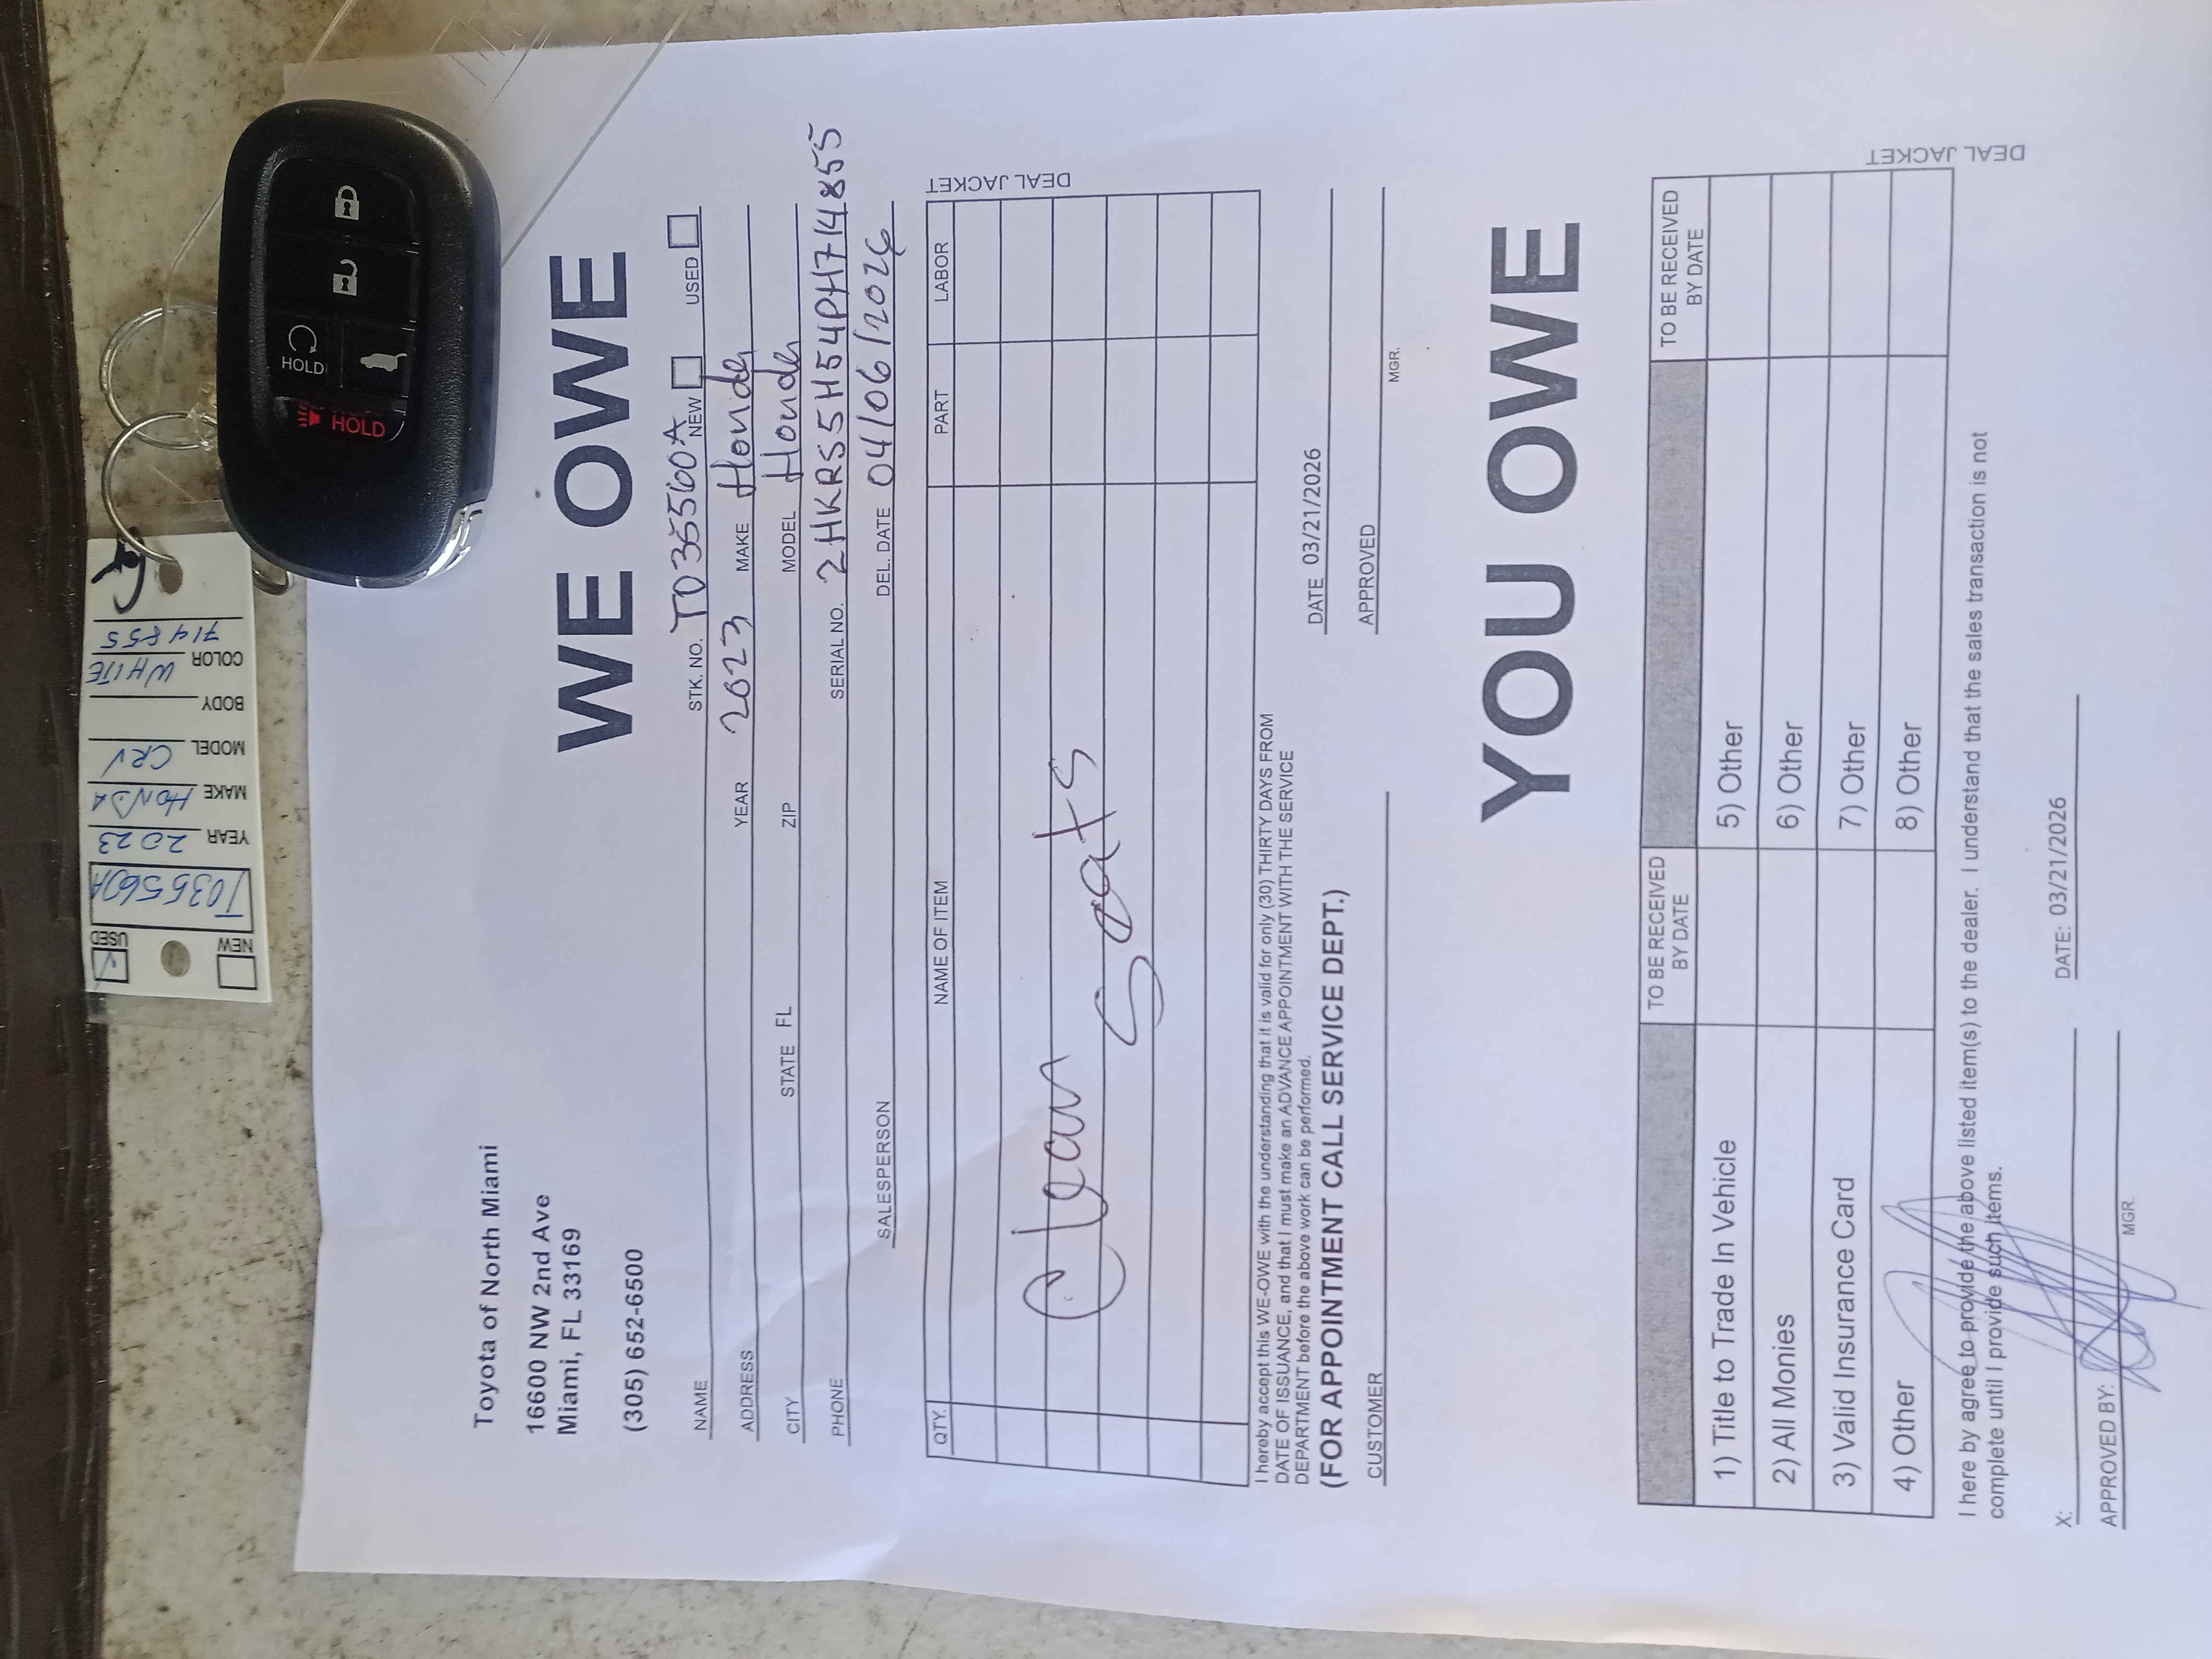 Toyota of North Miami
16600 NW 2nd Ave
Miami, FL 33169
(305) 652-6500
WE OWE
STK. NO. T035560A NEW USED
NAME
ADDRESS YEAR 2023 MAKE Honda
CITY STATE FL ZIP MODEL Honda
PHONE SERIAL NO. 2HKRS5H54PH714855
SALESPERSON DEL. DATE 04/06/2026
QTY. NAME OF ITEM PART LABOR
Clean
Seats
DEAL JACKET
I hereby accept this WE-OWE with the understanding that it is valid for only (30) THIRTY DAYS FROM
DATE OF ISSUANCE, and that I must make an ADVANCE APPOINTMENT WITH THE SERVICE
DEPARTMENT before the above work can be performed.
(FOR APPOINTMENT CALL SERVICE DEPT.)
DATE 03/21/2026
CUSTOMER APPROVED
MGR.
YOU OWE
TO BE RECEIVED
BY DATE
TO BE RECEIVED
BY DATE
1) Title to Trade In Vehicle 5) Other
2) All Monies 6) Other
3) Valid Insurance Card 7) Other
4) Other 8) Other
DEAL JACKET
I here by agree to provide the above listed item(s) to the dealer. I understand that the sales transaction is not
complete until I provide such items.
X: DATE: 03/21/2026
APPROVED BY:
MGR.
NEW USED
T035560A
YEAR 2023
MAKE HONDA
MODEL CRV
BODY
COLOR WHITE
714855
HOLD
HOLD